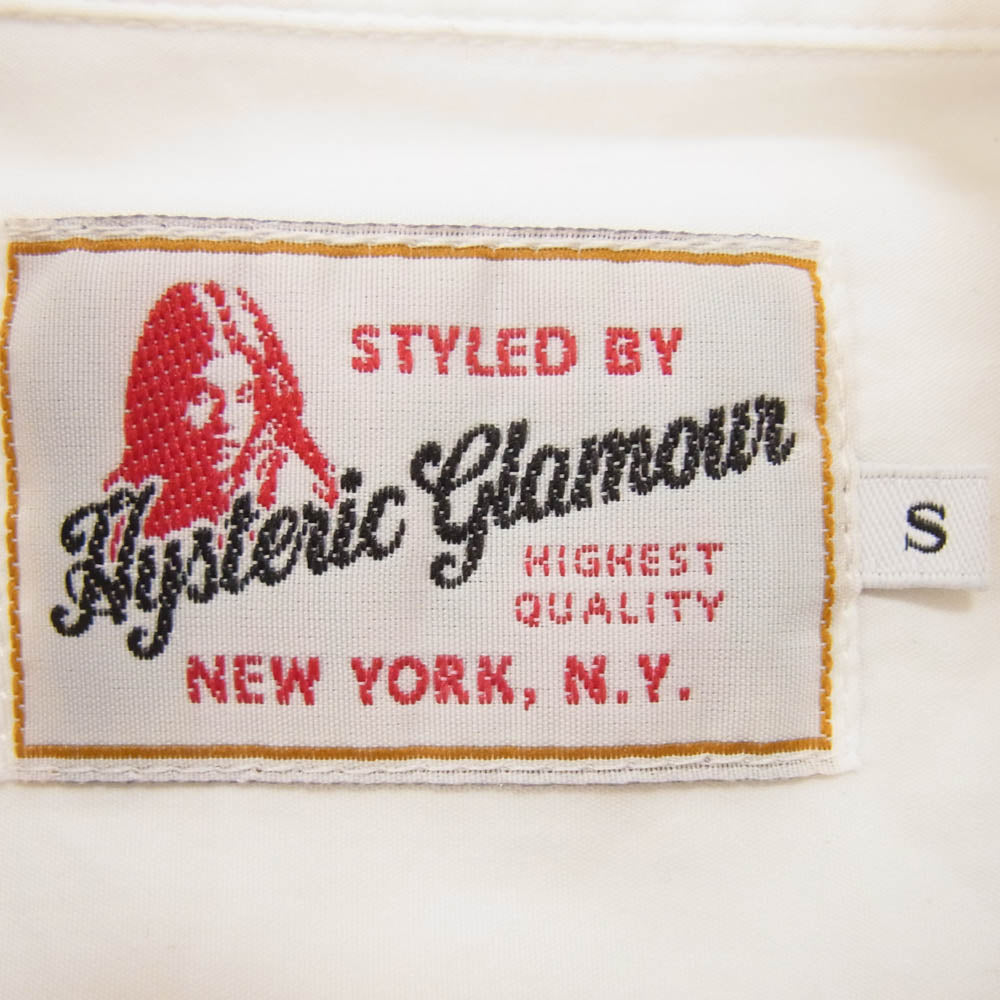 STYLED BY
Hysteric Glamour
HIGHEST
QUALITY
NEW YORK, N.Y.
S